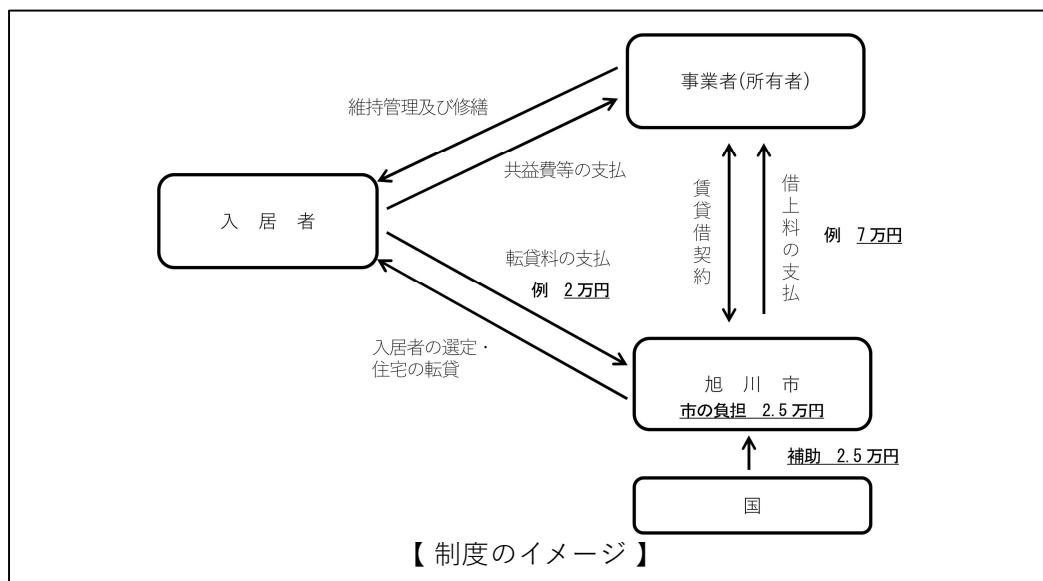 事業者(所有者)
維持管理及び修繕
共益費等の支払
入 居 者
賃貸借契約
借上料の支払
例 7万円
転貸料の支払
例 2万円
入居者の選定・
住宅の転貸
旭 川 市
市の負担 2.5万円
補助 2.5万円
国
【 制度のイメージ 】